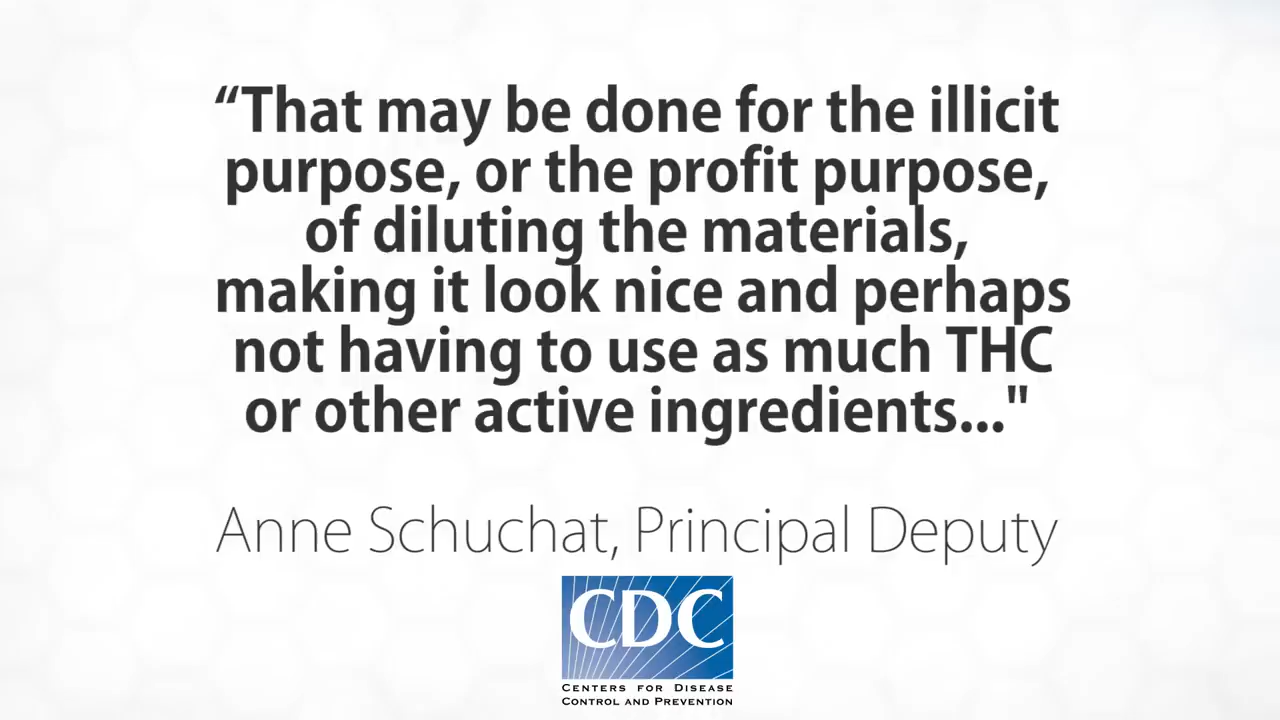 “That may be done for the illicit
purpose, or the profit purpose,
of diluting the materials,
making it look nice and perhaps
not having to use as much THC
or other active ingredients..."
Anne Schuchat, Principal Deputy
CDC
CENTERS FOR DISEASE
CONTROL AND PREVENTION